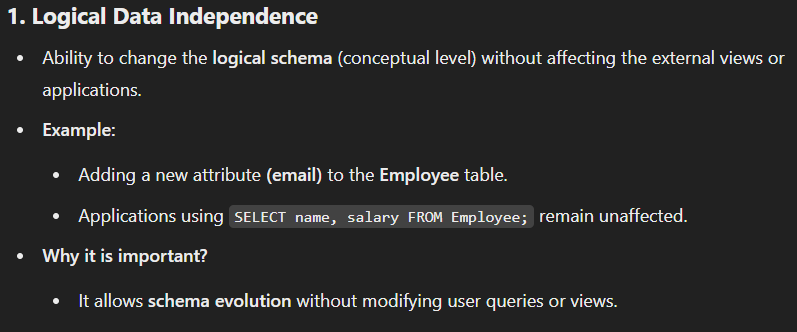 1. Logical Data Independence
• Ability to change the logical schema (conceptual level) without affecting the external views or
applications.
• Example:
• Adding a new attribute (email) to the Employee table.
• Applications using SELECT name, salary FROM Employee; remain unaffected.
• Why it is important?
• It allows schema evolution without modifying user queries or views.